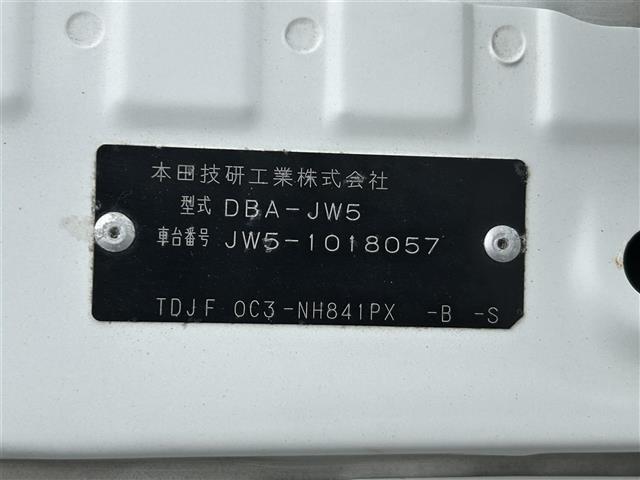 本田技研工業株式会社
型式 DBA-JW5
車台番号 JW5-1018057
TDJF 0C3-NH841PX -B -S